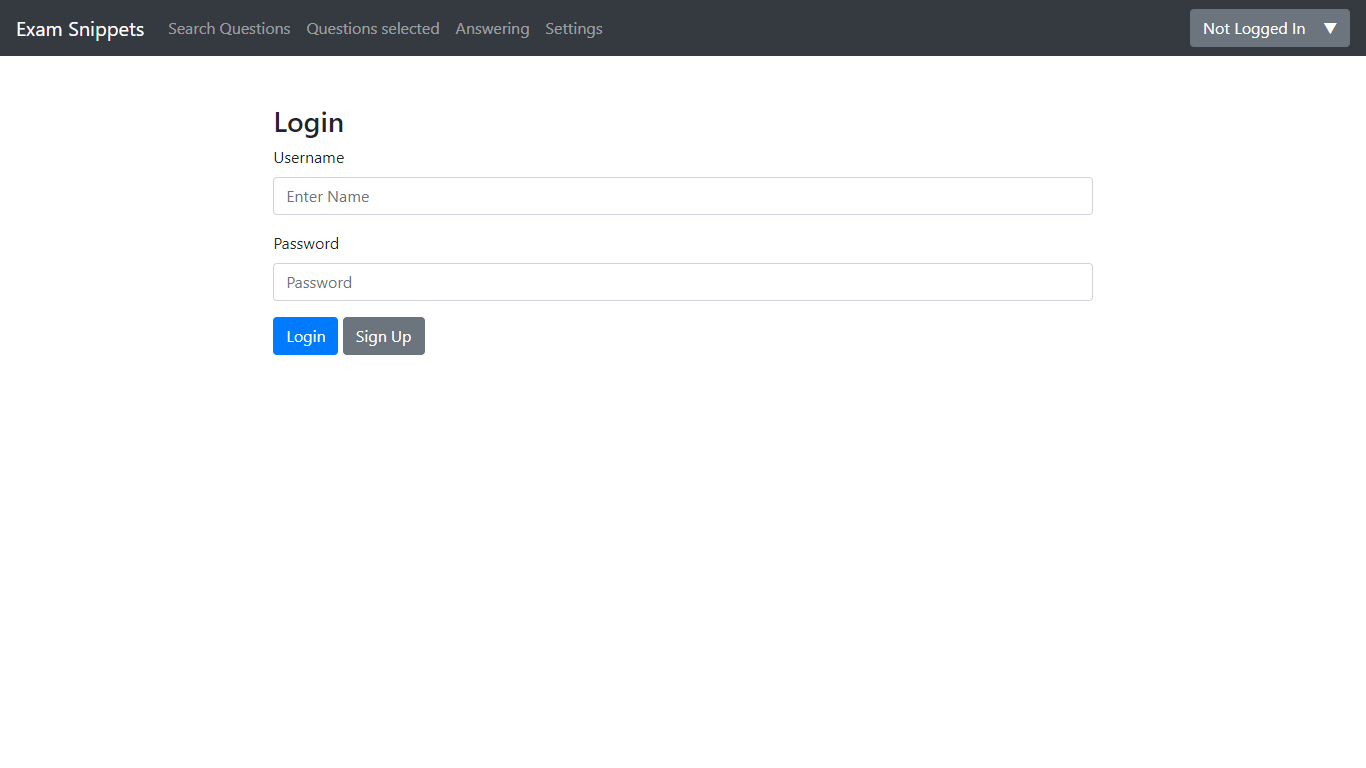 Exam Snippets Search Questions Questions selected Answering Settings Not Logged In ▼
Login
Username
Enter Name
Password
Password
Login Sign Up